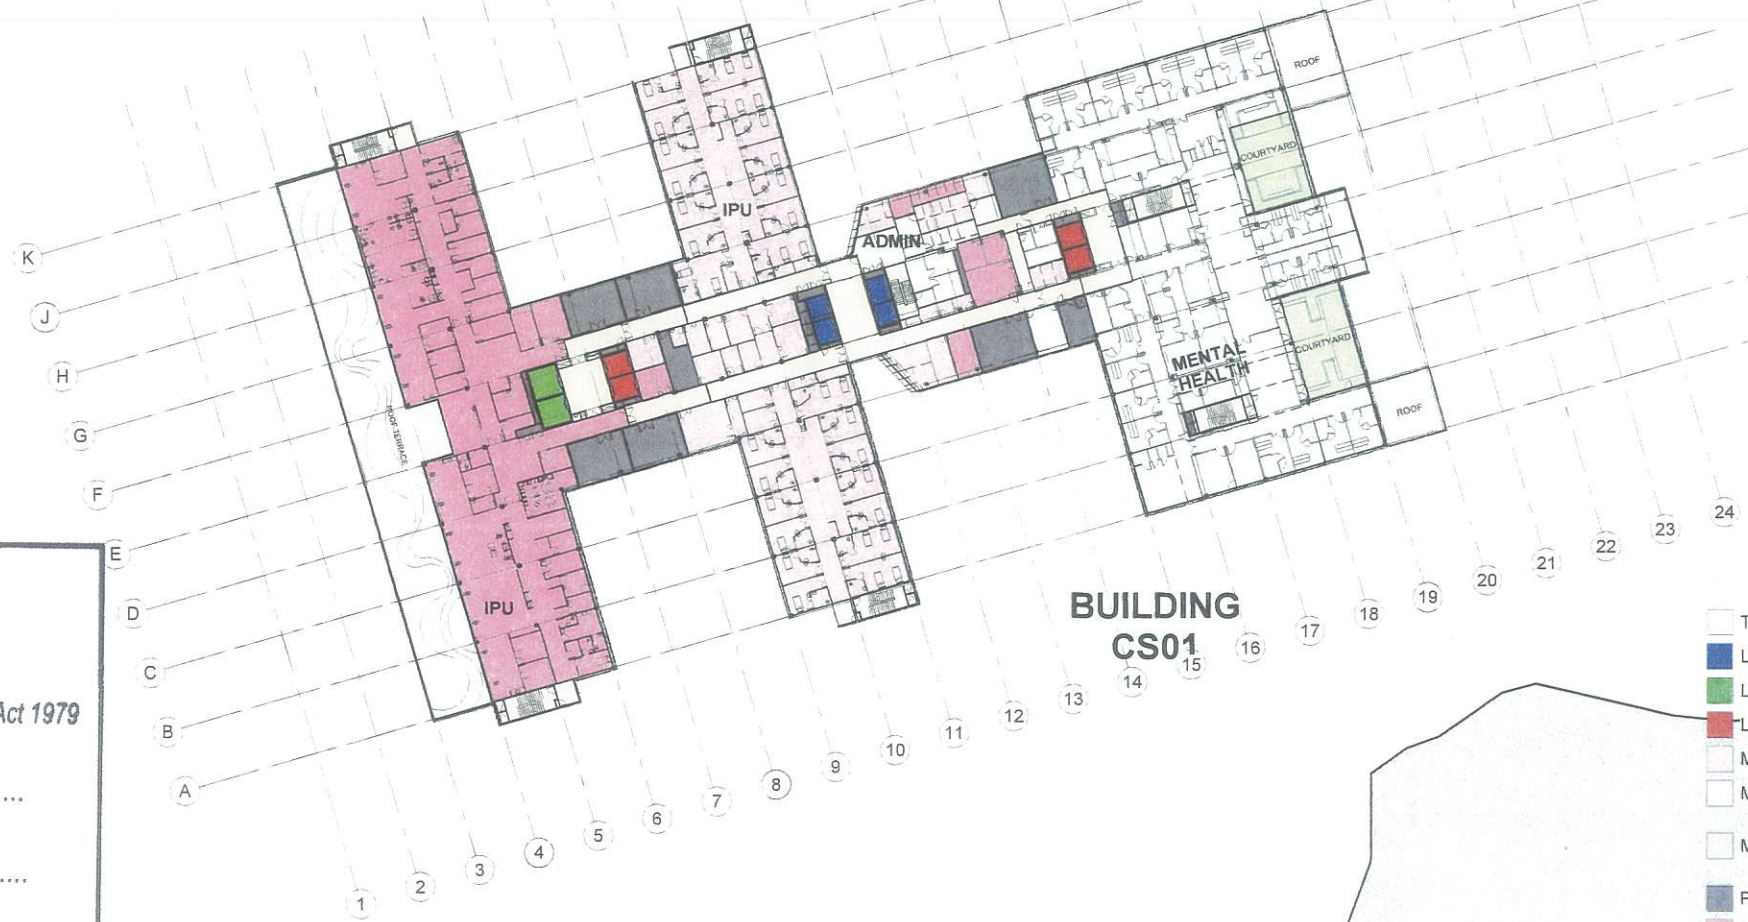 ROOF
COURTYARD
IPU
ADMIN
K
J
H
G
F
E
D
C
B
A
MENTAL
HEALTH
COURTYARD
ROOF
ROOF TERRACE
IPU
BUILDING
CS01
1
2
3
4
5
6
7
8
9
10
11
12
13
14
15
16
17
18
19
20
21
22
23
24
Act 1979
....
....
T
L
L
L
M
M
M
P